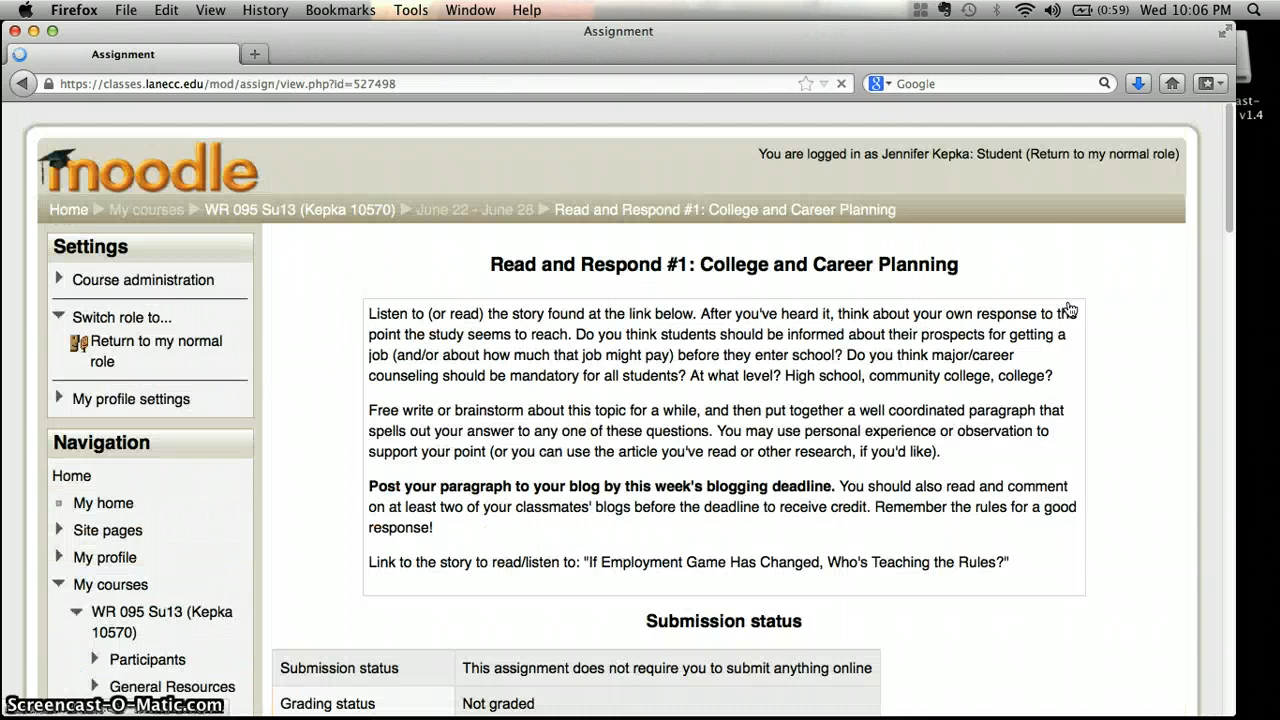 Firefox File Edit View History Bookmarks Tools Window Help (0:59) Wed 10:06 PM
Assignment
Assignment
https://classes.lanecc.edu/mod/assign/view.php?id=527498
Google
ast-
v1.4
moodle
You are logged in as Jennifer Kepka: Student (Return to my normal role)
Home My courses WR 095 Su13 (Kepka 10570) June 22 - June 28 Read and Respond #1: College and Career Planning
Settings
Course administration
Switch role to...
Return to my normal
role
My profile settings
Navigation
Home
My home
Site pages
My profile
My courses
WR 095 Su13 (Kepka
10570)
Participants
General Resources
Read and Respond #1: College and Career Planning
Listen to (or read) the story found at the link below. After you've heard it, think about your own response to the
point the study seems to reach. Do you think students should be informed about their prospects for getting a
job (and/or about how much that job might pay) before they enter school? Do you think major/career
counseling should be mandatory for all students? At what level? High school, community college, college?
Free write or brainstorm about this topic for a while, and then put together a well coordinated paragraph that
spells out your answer to any one of these questions. You may use personal experience or observation to
support your point (or you can use the article you've read or other research, if you'd like).
Post your paragraph to your blog by this week's blogging deadline. You should also read and comment
on at least two of your classmates' blogs before the deadline to receive credit. Remember the rules for a good
response!
Link to the story to read/listen to: "If Employment Game Has Changed, Who's Teaching the Rules?"
Submission status
Submission status This assignment does not require you to submit anything online
Grading status Not graded
Screencast-O-Matic.com